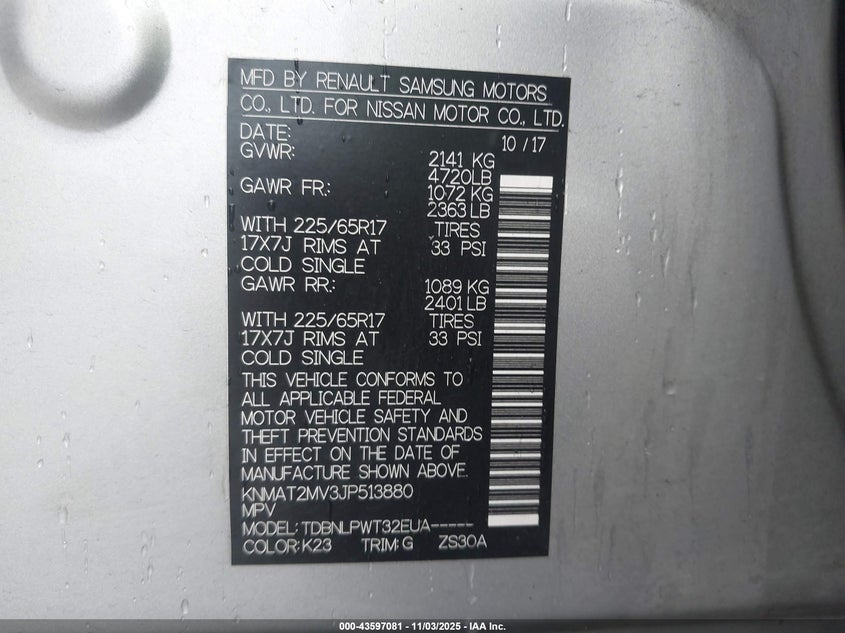 MFD BY RENAULT SAMSUNG MOTORS
CO., LTD. FOR NISSAN MOTOR CO., LTD.
DATE: 10 / 17
GVWR: 2141 KG
4720LB
GAWR FR.: 1072 KG
2363 LB
WITH 225/65R17 TIRES
17X7J RIMS AT 33 PSI
COLD SINGLE
GAWR RR.: 1089 KG
2401 LB
WITH 225/65R17 TIRES
17X7J RIMS AT 33 PSI
COLD SINGLE
THIS VEHICLE CONFORMS TO
ALL APPLICABLE FEDERAL
MOTOR VEHICLE SAFETY AND
THEFT PREVENTION STANDARDS
IN EFFECT ON THE DATE OF
MANUFACTURE SHOWN ABOVE.
KNMAT2MV3JP513880
MPV
MODEL: TDBNLPWT32EUA-----
COLOR: K23 TRIM: G ZS30A
000-43597081 - 11/03/2025 - IAA Inc.